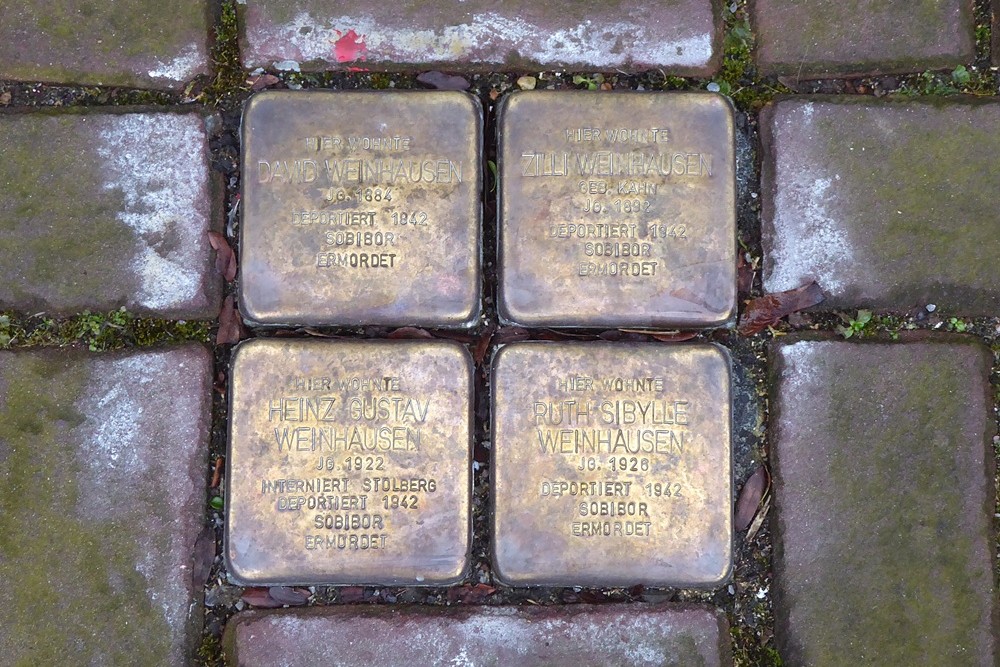 HIER WOHNTE
DAVID WEINHAUSEN
JG. 1884
DEPORTIERT 1942
SOBIBOR
ERMORDET
HIER WOHNTE
ZILLI WEINHAUSEN
GEB. KAHN
JG. 1892
DEPORTIERT 1942
SOBIBOR
ERMORDET
HIER WOHNTE
HEINZ GUSTAV
WEINHAUSEN
JG. 1922
INTERNIERT STOLBERG
DEPORTIERT 1942
SOBIBOR
ERMORDET
HIER WOHNTE
RUTH SIBYLLE
WEINHAUSEN
JG. 1926
DEPORTIERT 1942
SOBIBOR
ERMORDET